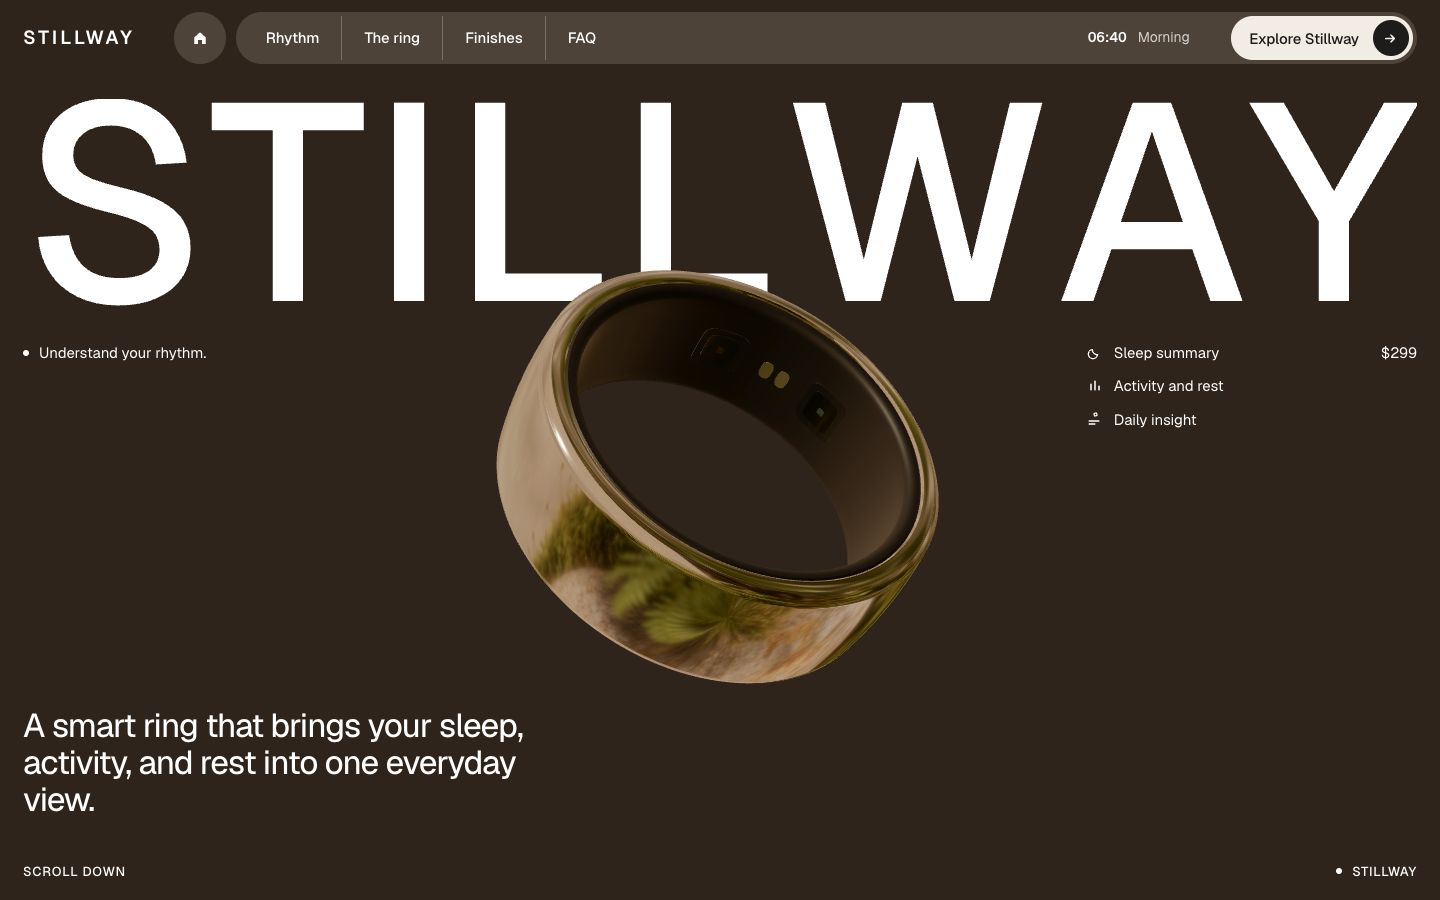 STILLWAY
Rhythm
The ring
Finishes
FAQ
06:40 Morning
Explore Stillway
STILLWAY
Understand your rhythm.
Sleep summary
$299
Activity and rest
Daily insight
A smart ring that brings your sleep,
activity, and rest into one everyday
view.
SCROLL DOWN
STILLWAY